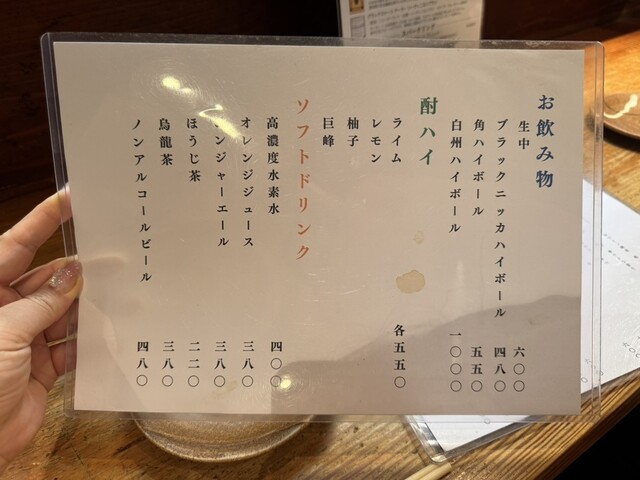 お飲み物
生中 六〇〇
ブラックニッカハイボール 四八〇
角ハイボール 五五〇
白州ハイボール 一〇〇〇
酎ハイ
ライム 各五五〇
レモン
柚子
巨峰
ソフトドリンク
高濃度水素水 四〇〇
オレンジジュース 三八〇
ジンジャーエール 三八〇
ほうじ茶 二二〇
烏龍茶 三八〇
ノンアルコールビール 四八〇